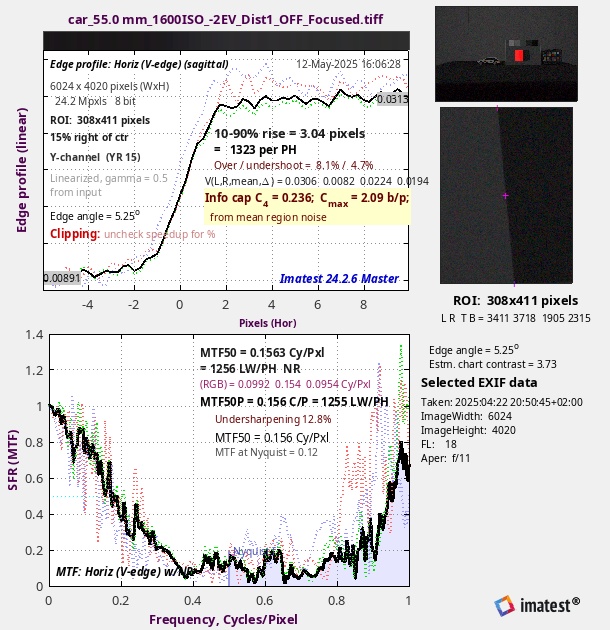 car_55.0 mm_1600ISO_-2EV_Dist1_OFF_Focused.tiff
Edge profile: Horiz (V-edge) (sagittal)
12-May-2025 16:06:28
6024 x 4020 pixels (WxH)
24.2 Mpxls 8 bit
ROI: 308x411 pixels
15% right of ctr
Y-channel (YR 15)
Linearized, gamma = 0.5
from input
Edge angle = 5.25o
Clipping: uncheck speedup for %
0.0313
10-90% rise = 3.04 pixels
= 1323 per PH
Over / undershoot = 8.1% / 4.7%
V(L,R,mean,Δ) = 0.0306 0.0082 0.0224 0.0194
Info cap C4 = 0.236; Cmax = 2.09 b/p;
from mean region noise
0.00891
Imatest 24.2.6 Master
Edge profile (linear)
-4 -2 0 2 4 6 8
Pixels (Hor)
ROI: 308x411 pixels
L R T B = 3411 3718 1905 2315
Edge angle = 5.25o
Estm. chart contrast = 3.73
Selected EXIF data
Taken: 2025:04:22 20:50:45+02:00
ImageWidth: 6024
ImageHeight: 4020
FL: 18
Aper: f/11
MTF50 = 0.1563 Cy/Pxl
= 1256 LW/PH NR
(RGB) = 0.0992 0.154 0.0954 Cy/Pxl
MTF50P = 0.156 C/P = 1255 LW/PH
Undersharpening 12.8%
MTF50 = 0.156 Cy/Pxl
MTF at Nyquist = 0.12
SFR (MTF)
1.4
1.2
1
0.8
0.6
0.4
0.2
0
Nyquist
MTF: Horiz (V-edge) w/NR
0 0.2 0.4 0.6 0.8 1
Frequency, Cycles/Pixel
imatest®